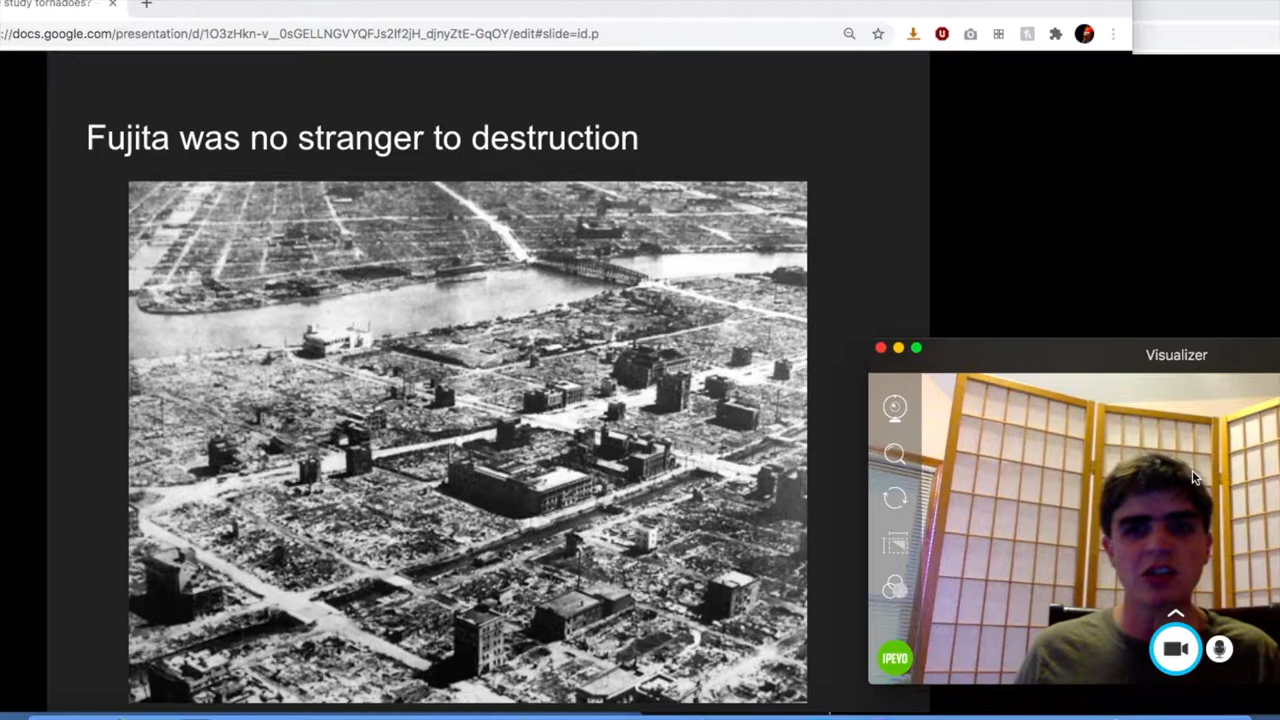 study tornadoes?
://docs.google.com/presentation/d/1O3zHkn-v__0sGELLNGVYQFJs2If2jH_djnyZtE-GqOY/edit#slide=id.p
Fujita was no stranger to destruction
Visualizer
IPEVO